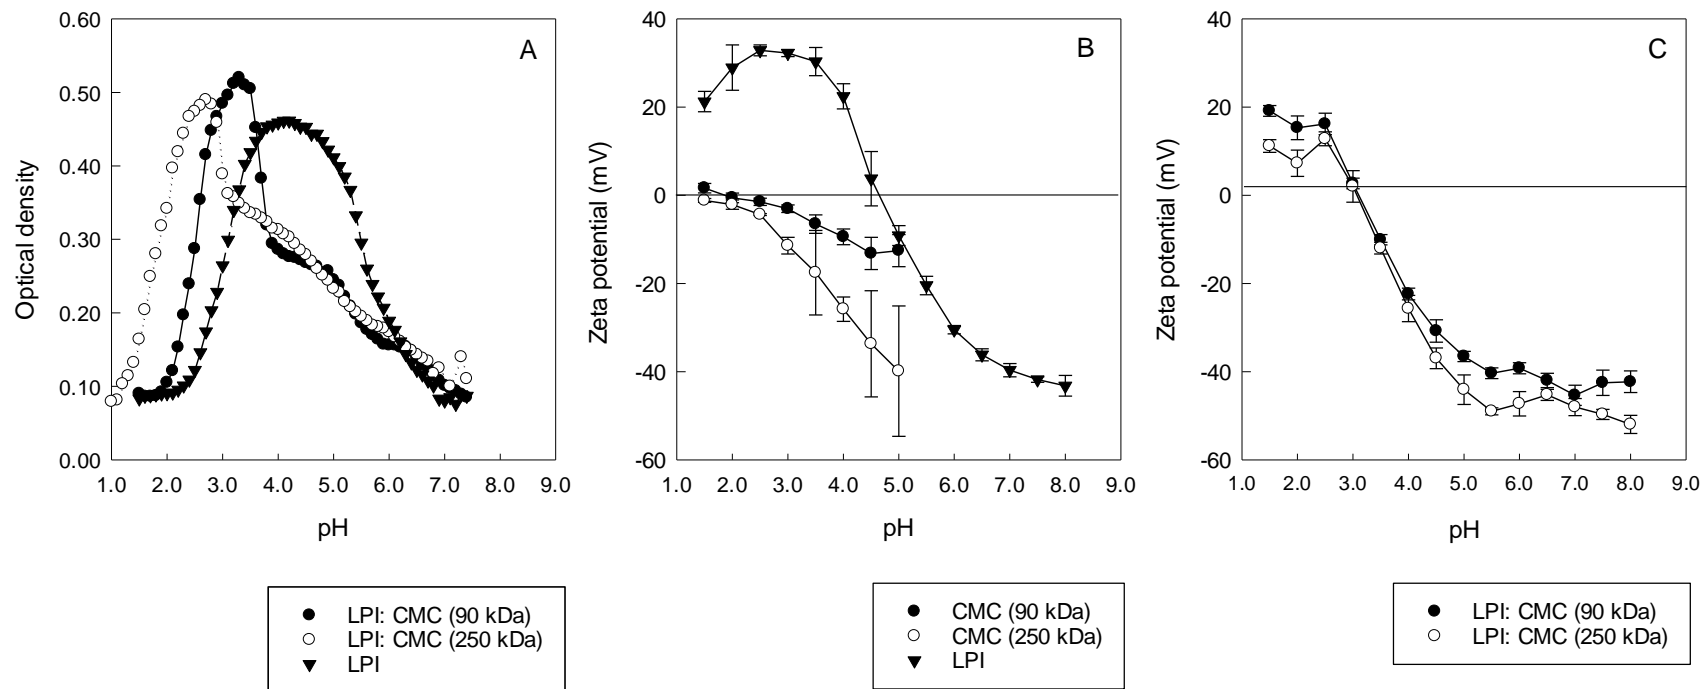 A
0.60
0.50
0.40
0.30
0.20
0.10
0.00
Optical density
1.0 2.0 3.0 4.0 5.0 6.0 7.0 8.0 9.0
pH
LPI: CMC (90 kDa)
LPI: CMC (250 kDa)
LPI
B
40
20
0
-20
-40
-60
Zeta potential (mV)
1.0 2.0 3.0 4.0 5.0 6.0 7.0 8.0 9.0
pH
CMC (90 kDa)
CMC (250 kDa)
LPI
C
40
20
0
-20
-40
-60
Zeta potential (mV)
1.0 2.0 3.0 4.0 5.0 6.0 7.0 8.0 9.0
pH
LPI: CMC (90 kDa)
LPI: CMC (250 kDa)